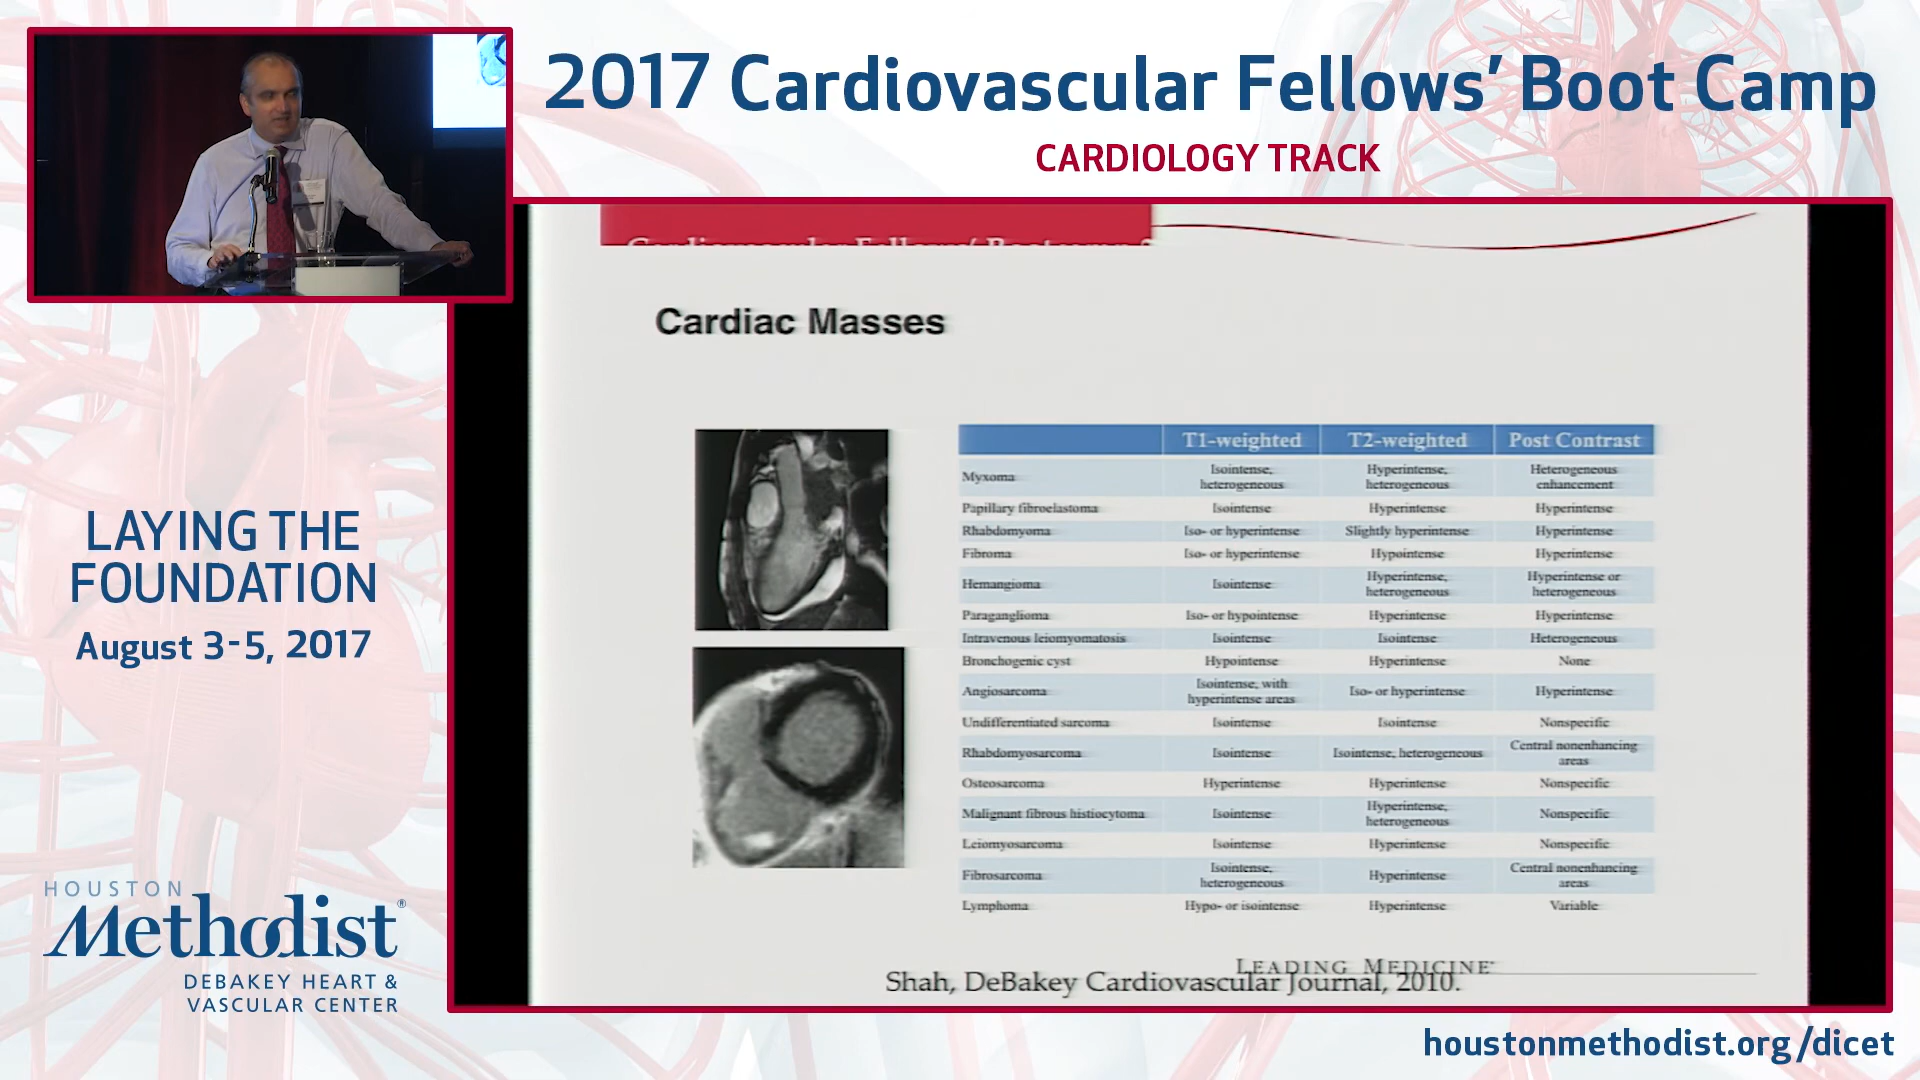 2017 Cardiovascular Fellows’ Boot Camp
CARDIOLOGY TRACK
LAYING THE
FOUNDATION
August 3-5, 2017
HOUSTON
Methodist®
DEBAKEY HEART &
VASCULAR CENTER
Cardiac Masses
T1-weighted T2-weighted Post Contrast
Myxoma Isointense, heterogeneous Hyperintense, heterogeneous Heterogeneous enhancement
Papillary fibroelastoma Isointense Hyperintense Hyperintense
Rhabdomyoma Iso- or hyperintense Slightly hyperintense Hyperintense
Fibroma Iso- or hyperintense Hypointense Hyperintense
Hemangioma Isointense Hyperintense, heterogeneous Hyperintense or heterogeneous
Paraganglioma Iso- or hypointense Hyperintense Hyperintense
Intravenous leiomyomatosis Isointense Isointense Heterogeneous
Bronchogenic cyst Hypointense Hyperintense None
Angiosarcoma Isointense, with hyperintense areas Iso- or hyperintense Hyperintense
Undifferentiated sarcoma Isointense Isointense Nonspecific
Rhabdomyosarcoma Isointense Isointense, heterogeneous Central nonenhancing areas
Osteosarcoma Hyperintense Hyperintense Nonspecific
Malignant fibrous histiocytoma Isointense Hyperintense, heterogeneous Nonspecific
Leiomyosarcoma Isointense Hyperintense Nonspecific
Fibrosarcoma Isointense, heterogeneous Hyperintense Central nonenhancing areas
Lymphoma Hypo- or isointense Hyperintense Variable
LEADING MEDICINE
Shah, DeBakey Cardiovascular Journal, 2010.
houstonmethodist.org/dicet